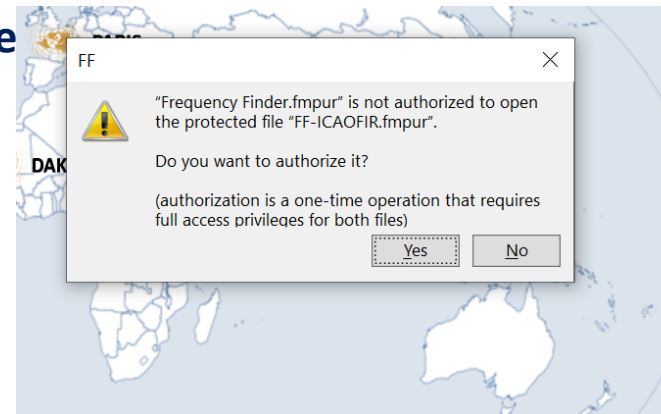 e
PARIS
FF
"Frequency Finder.fmpur" is not authorized to open
the protected file "FF-ICAOFIR.fmpur".
Do you want to authorize it?
DAK
(authorization is a one-time operation that requires
full access privileges for both files)
Yes
No